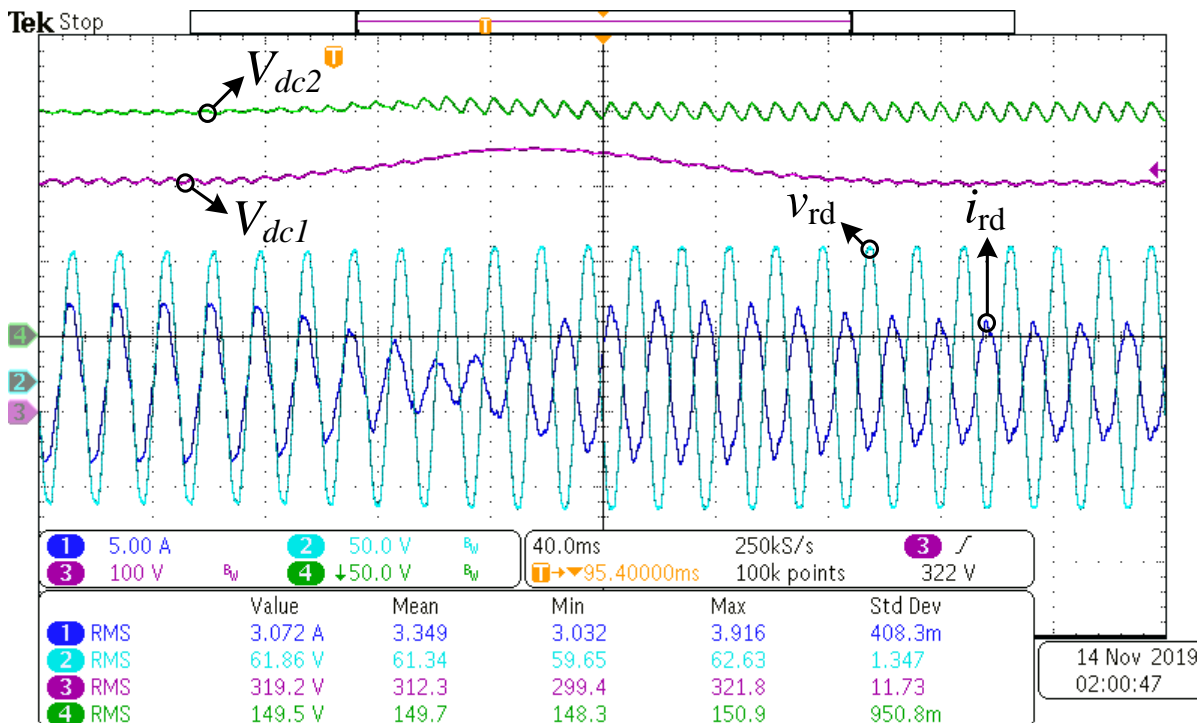 Tek Stop
T
T
V_dc2
V_dc1
v_rd
i_rd
4
2
3
1 5.00 A 2 50.0 V B_W 40.0ms 250kS/s 3 ∫
3 100 V B_W 4 ↓50.0 V B_W T→▼95.40000ms 100k points 322 V
Value Mean Min Max Std Dev
1 RMS 3.072 A 3.349 3.032 3.916 408.3m
2 RMS 61.86 V 61.34 59.65 62.63 1.347
3 RMS 319.2 V 312.3 299.4 321.8 11.73
4 RMS 149.5 V 149.7 148.3 150.9 950.8m
14 Nov 2019
02:00:47